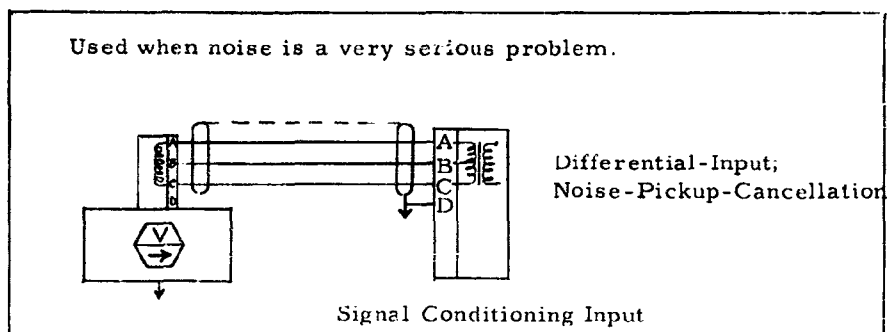 Used when noise is a very serious problem.
A
B
C
D
V
A
B
C
D
Differential-Input;
Noise-Pickup-Cancellation
Signal Conditioning Input